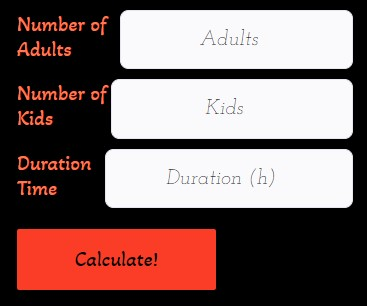 Number of
Adults
Adults
Number of
Kids
Kids
Duration
Time
Duration (h)
Calculate!